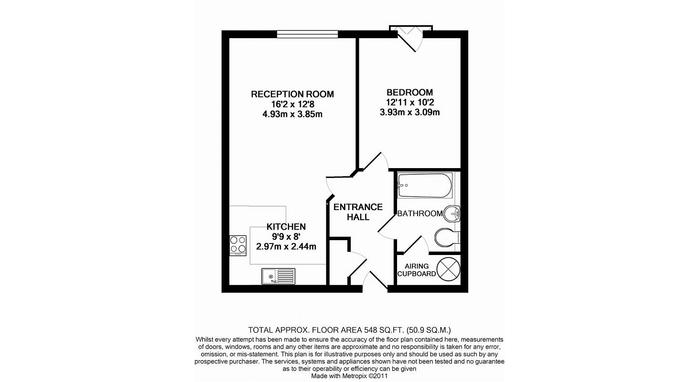 RECEPTION ROOM
16'2 x 12'8
4.93m x 3.85m
BEDROOM
12'11 x 10'2
3.93m x 3.09m
ENTRANCE
HALL
BATHROOM
KITCHEN
9'9 x 8'
2.97m x 2.44m
AIRING
CUPBOARD
TOTAL APPROX. FLOOR AREA 548 SQ.FT. (50.9 SQ.M.)
Whilst every attempt has been made to ensure the accuracy of the floor plan contained here, measurements
of doors, windows, rooms and any other items are approximate and no responsibility is taken for any error,
omission, or mis-statement. This plan is for illustrative purposes only and should be used as such by any
prospective purchaser. The services, systems and appliances shown have not been tested and no guarantee
as to their operability or efficiency can be given
Made with Metropix ©2011